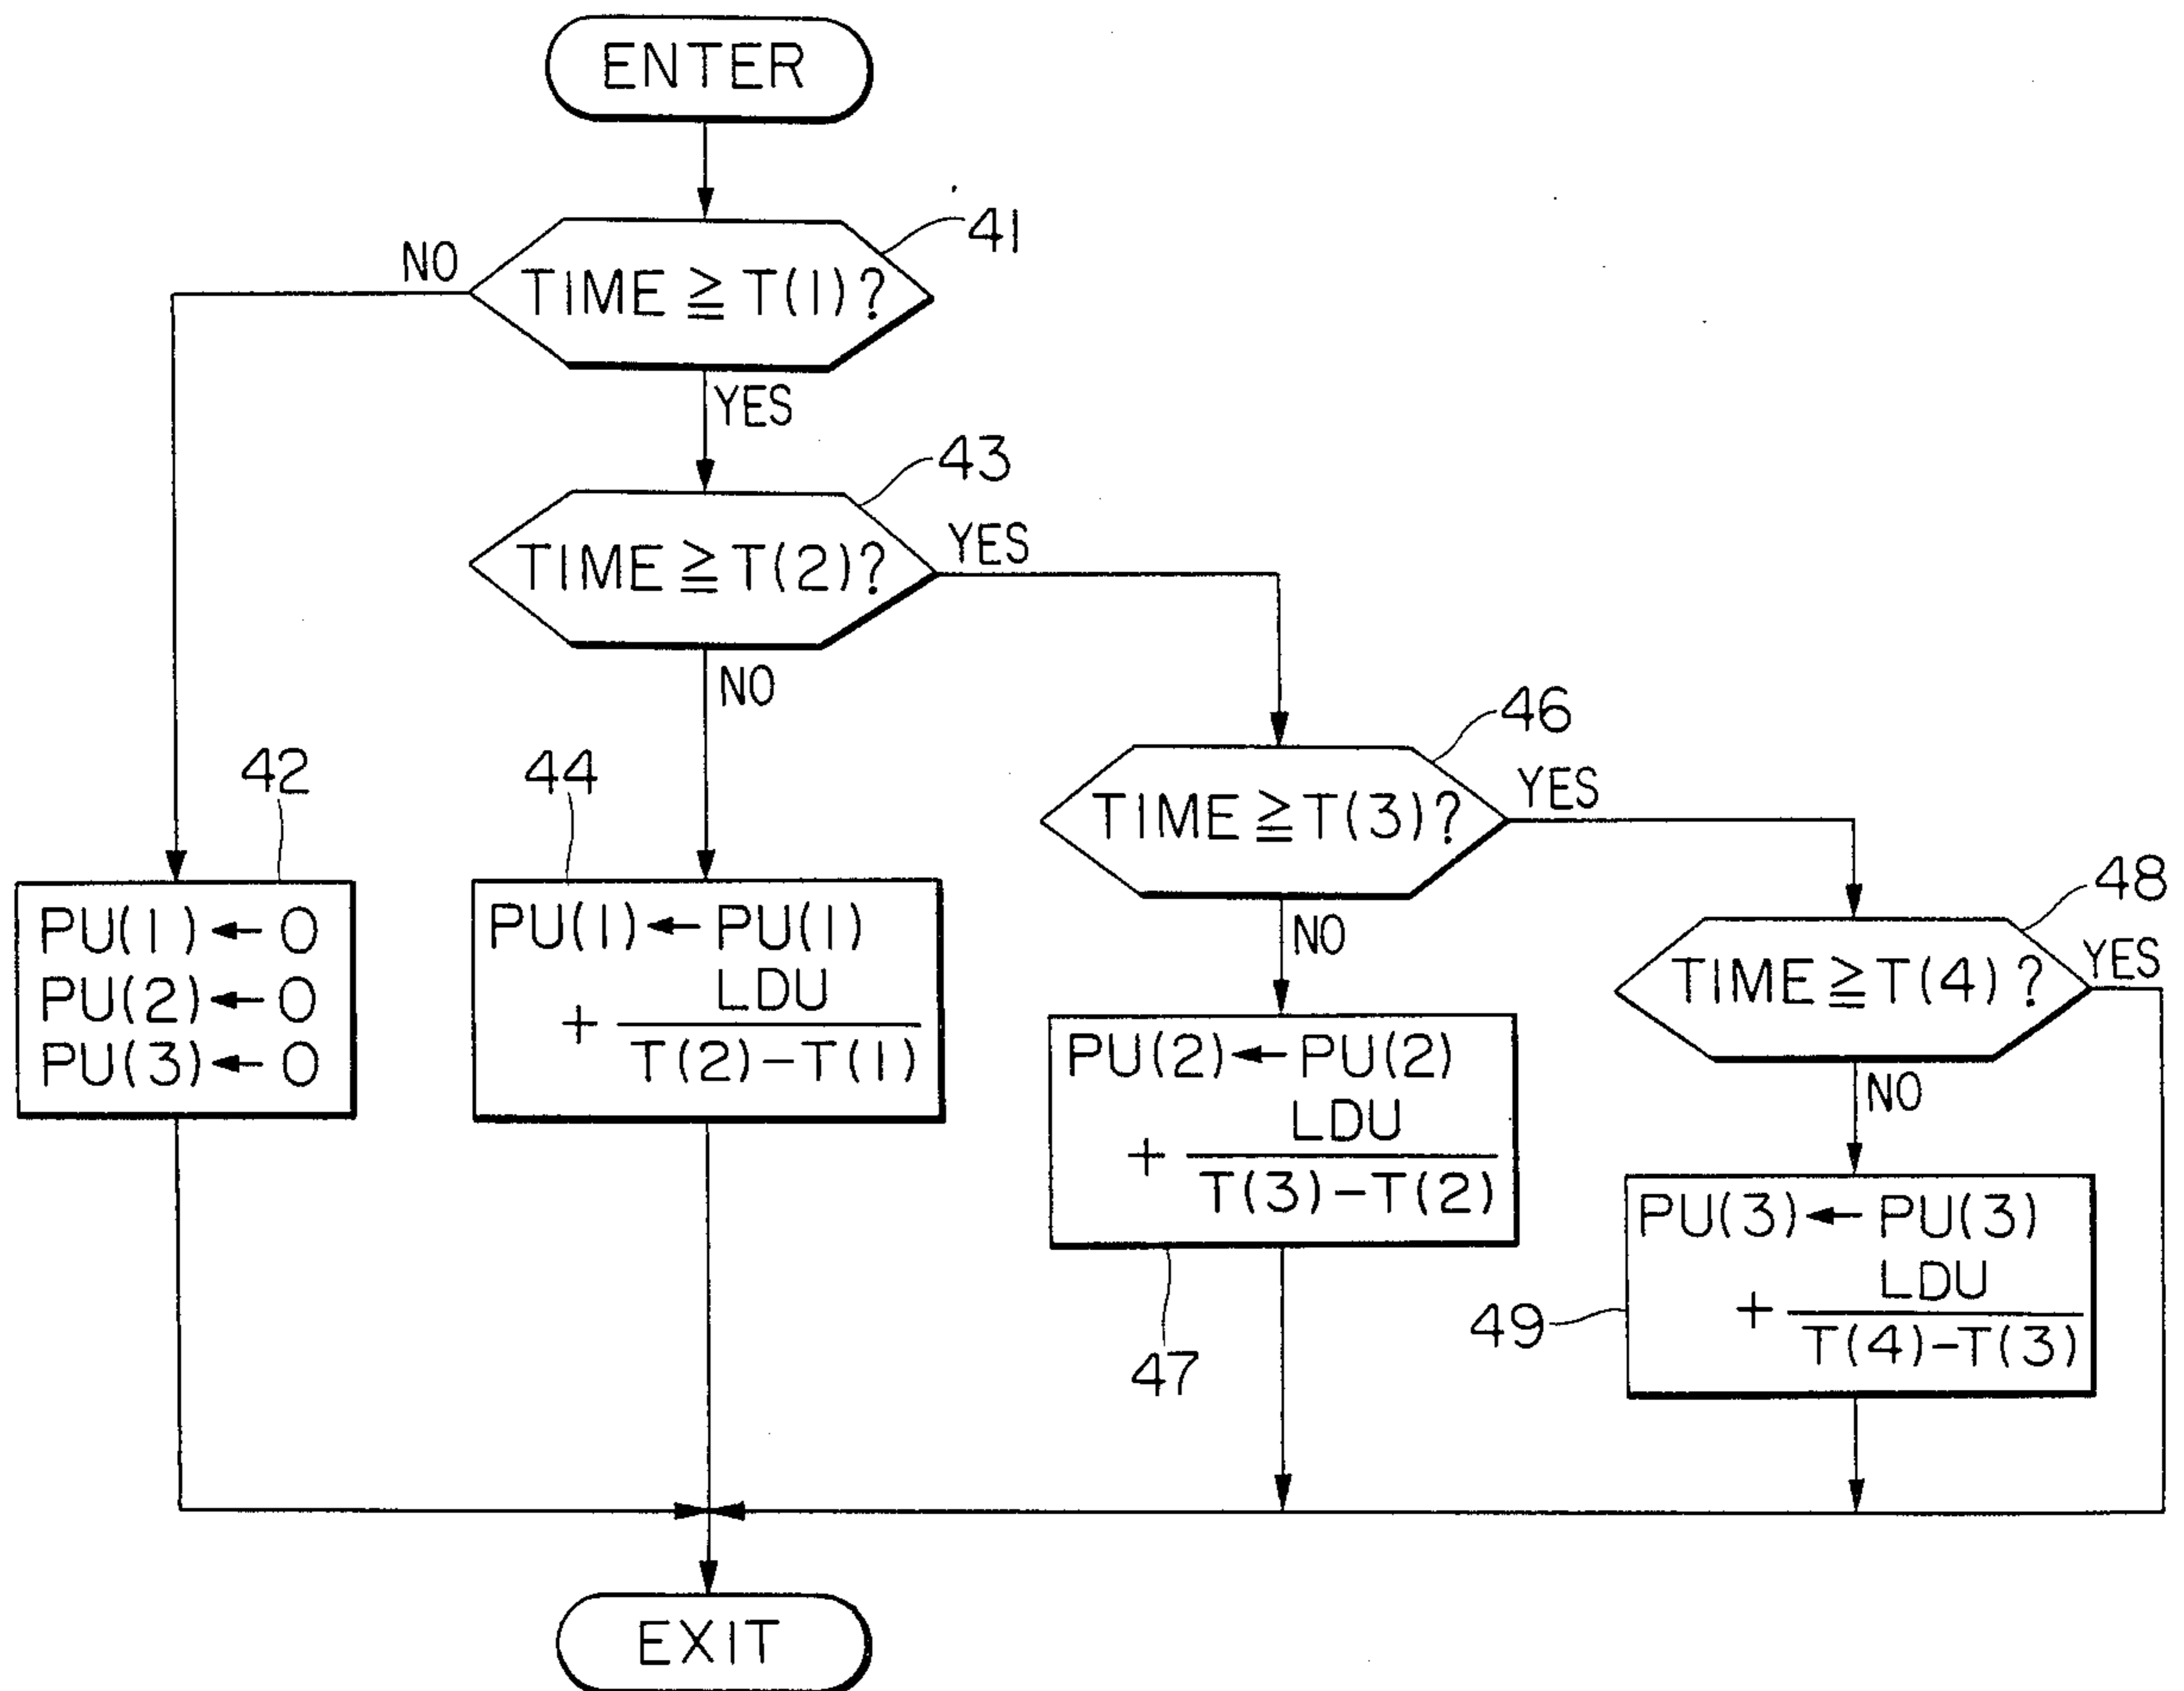 ENTER
41
NO
TIME ≧ T(1)?
YES
43
TIME ≧ T(2)?
YES
NO
46
TIME ≧ T(3)?
YES
NO
48
TIME ≧ T(4)?
YES
NO
42
PU(1) ← 0
PU(2) ← 0
PU(3) ← 0
44
PU(1) ← PU(1)
LDU
+
T(2)-T(1)
PU(2) ← PU(2)
LDU
+
T(3)-T(2)
47
PU(3) ← PU(3)
LDU
+
T(4)-T(3)
49
EXIT